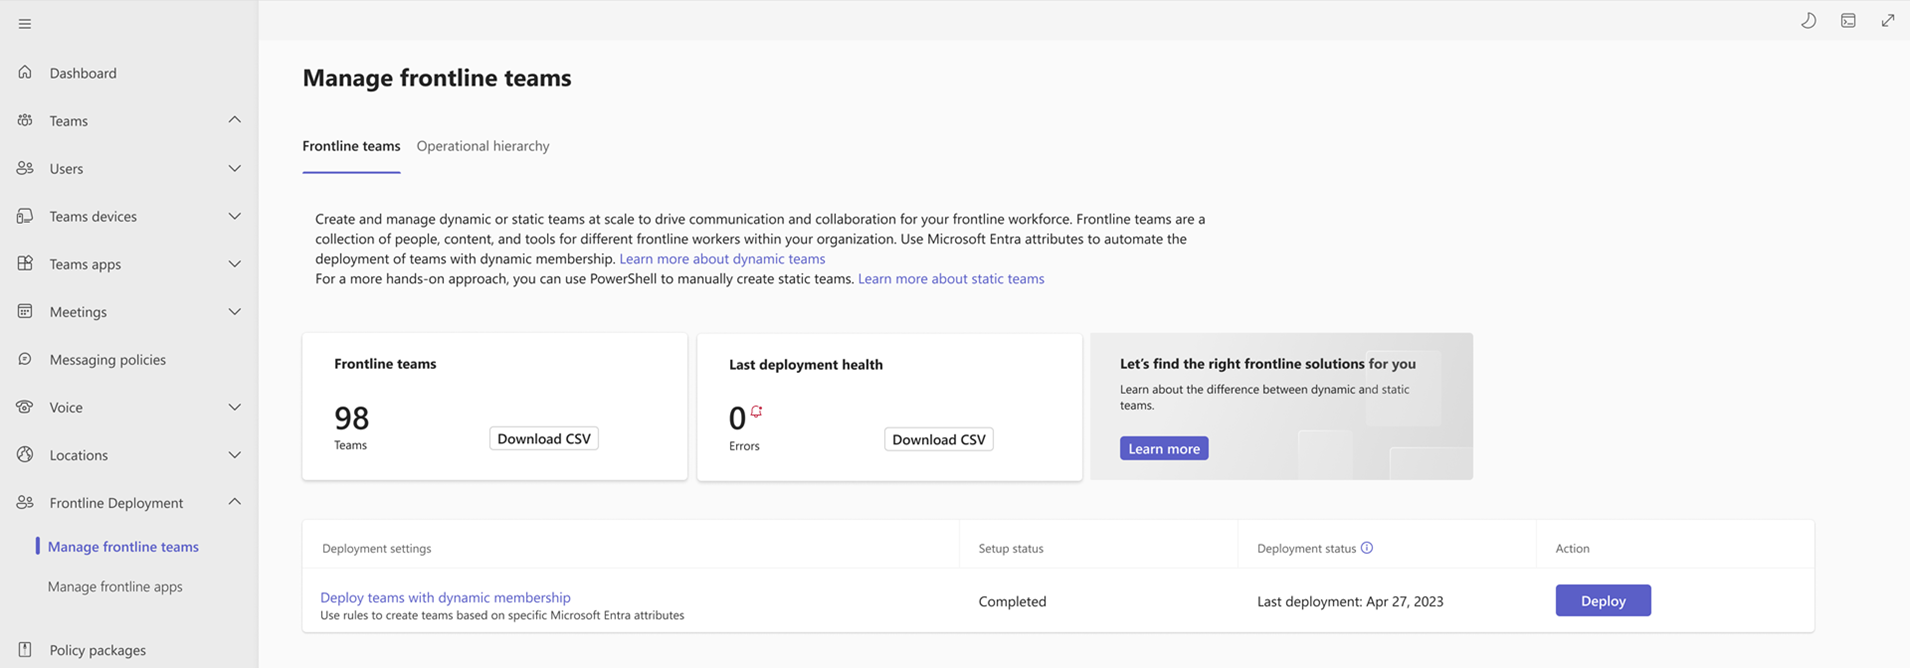 Dashboard
Teams
Users
Teams devices
Teams apps
Meetings
Messaging policies
Voice
Locations
Frontline Deployment
Manage frontline teams
Manage frontline apps
Policy packages
Manage frontline teams
Frontline teams
Operational hierarchy
Create and manage dynamic or static teams at scale to drive communication and collaboration for your frontline workforce. Frontline teams are a
collection of people, content, and tools for different frontline workers within your organization. Use Microsoft Entra attributes to automate the
deployment of teams with dynamic membership. Learn more about dynamic teams
For a more hands-on approach, you can use PowerShell to manually create static teams. Learn more about static teams
Frontline teams
98
Teams
Download CSV
Last deployment health
0
Errors
Download CSV
Let's find the right frontline solutions for you
Learn about the difference between dynamic and static
teams.
Learn more
Deployment settings
Setup status
Deployment status
Action
Deploy teams with dynamic membership
Use rules to create teams based on specific Microsoft Entra attributes
Completed
Last deployment: Apr 27, 2023
Deploy